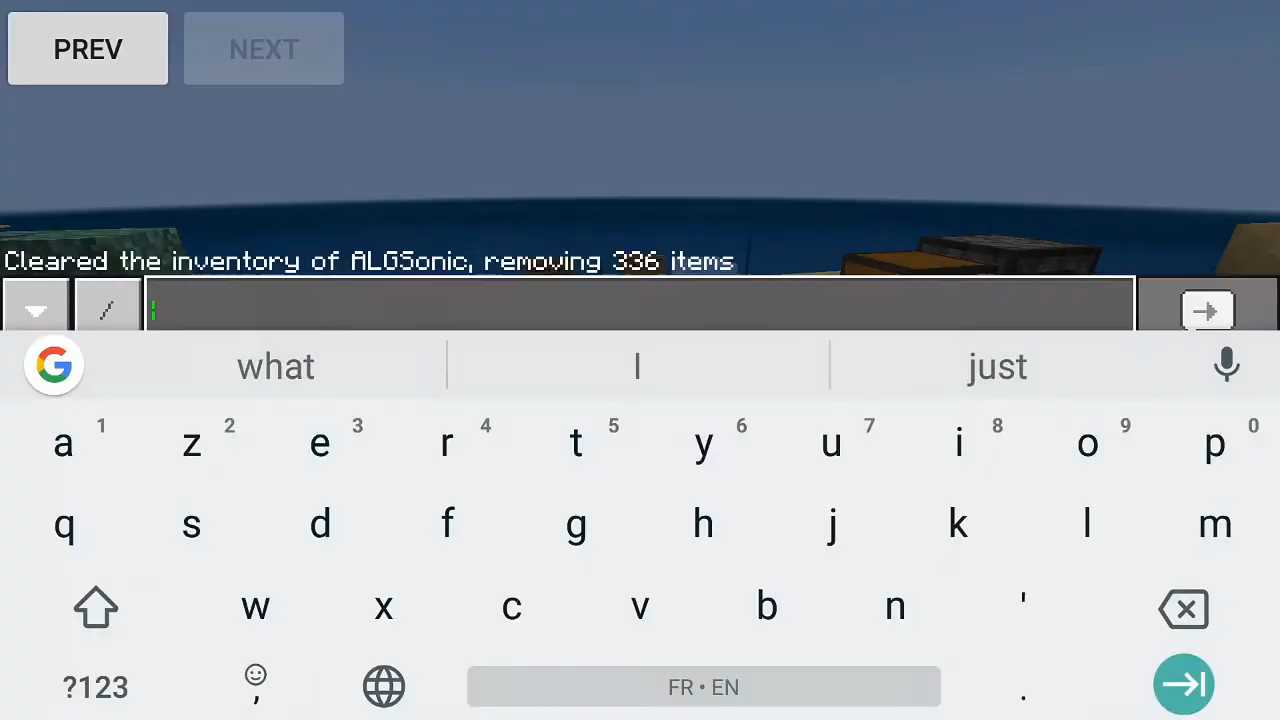 PREV NEXT
Cleared the inventory of ALGSonic, removing 336 items
/
what I just
a 1 z 2 e 3 r 4 t 5 y 6 u 7 i 8 o 9 p 0
q s d f g h j k l m
w x c v b n '
?123 , FR • EN .